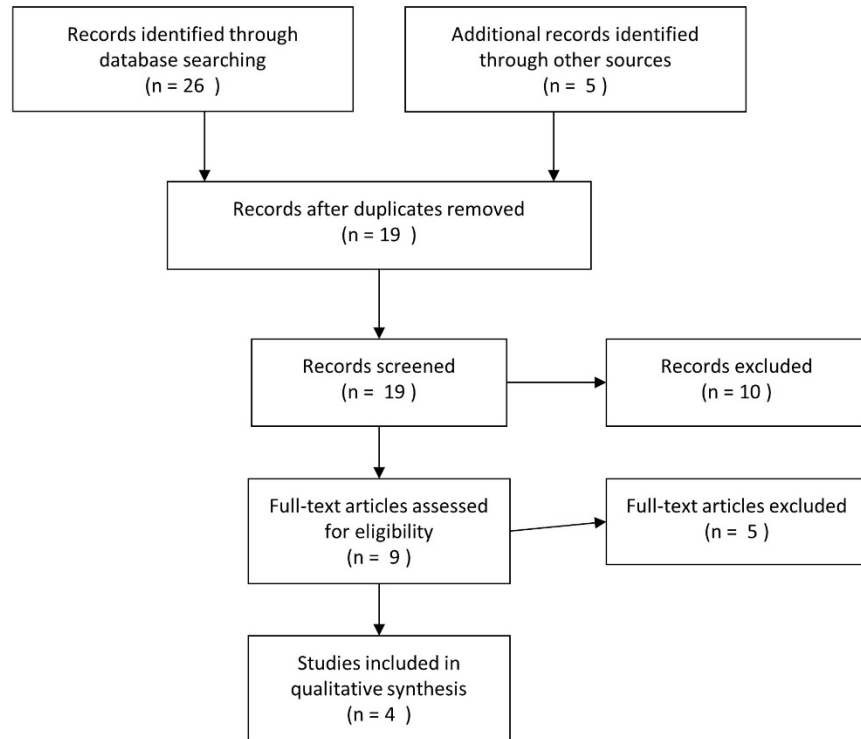 Records identified through
database searching
(n = 26  )
Additional records identified
through other sources
(n =  5  )
Records after duplicates removed
(n = 19  )
Records screened
(n =  19 )
Records excluded
(n = 10 )
Full-text articles assessed
for eligibility
(n =  9 )
Full-text articles excluded
(n =  5 )
Studies included in
qualitative synthesis
(n = 4  )